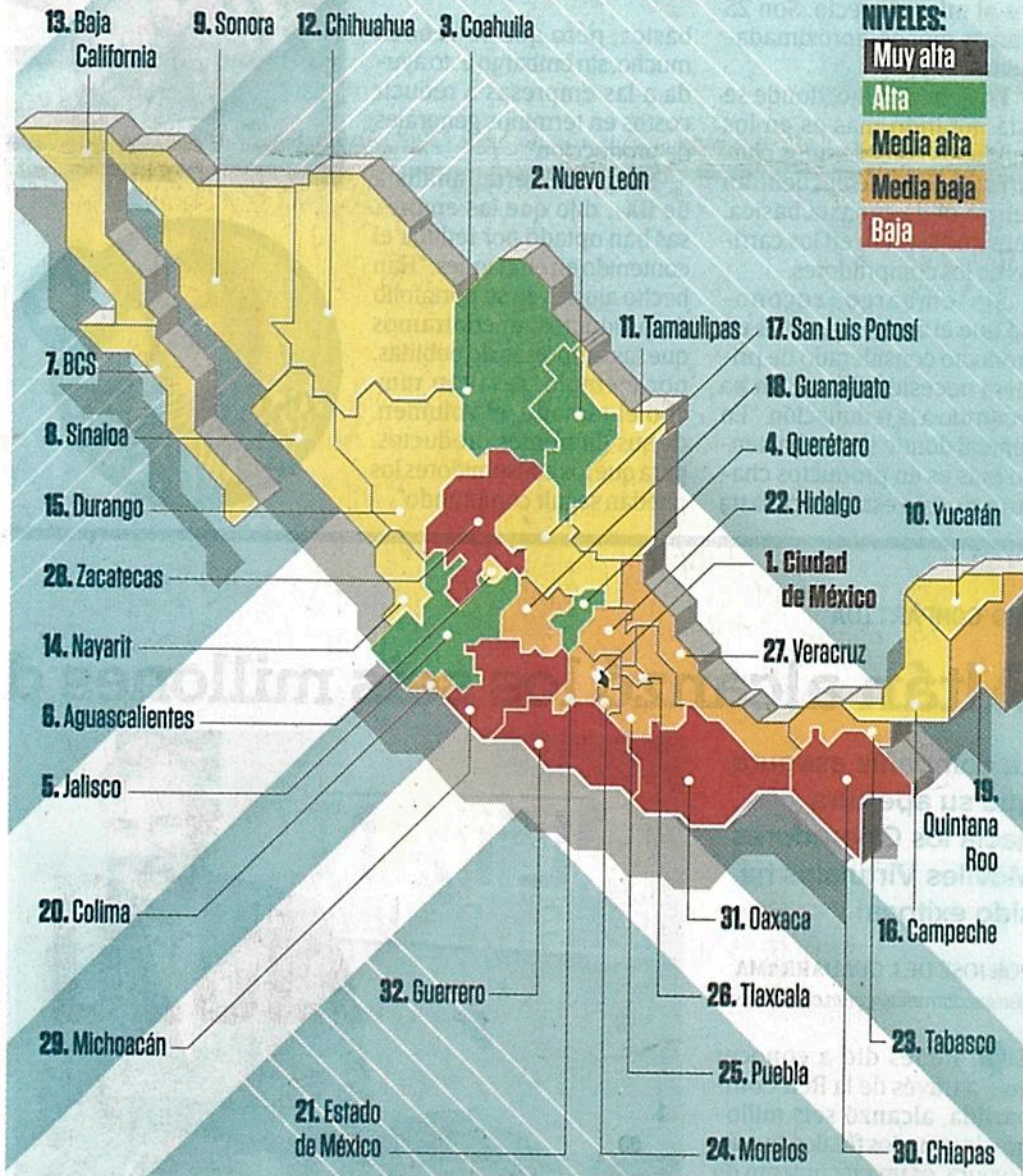 13. Baja
California
9. Sonora
12. Chihuahua
3. Coahuila
NIVELES:
Muy alta
Alta
Media alta
Media baja
Baja
2. Nuevo León
7. BCS
11. Tamaulipas
17. San Luis Potosí
18. Guanajuato
8. Sinaloa
4. Querétaro
15. Durango
22. Hidalgo
10. Yucatán
28. Zacatecas
1. Ciudad
de México
14. Nayarit
27. Veracruz
6. Aguascalientes
5. Jalisco
19.
Quintana
Roo
20. Colima
31. Oaxaca
16. Campeche
32. Guerrero
26. Tlaxcala
29. Michoacán
23. Tabasco
25. Puebla
21. Estado
de México
24. Morelos
30. Chiapas